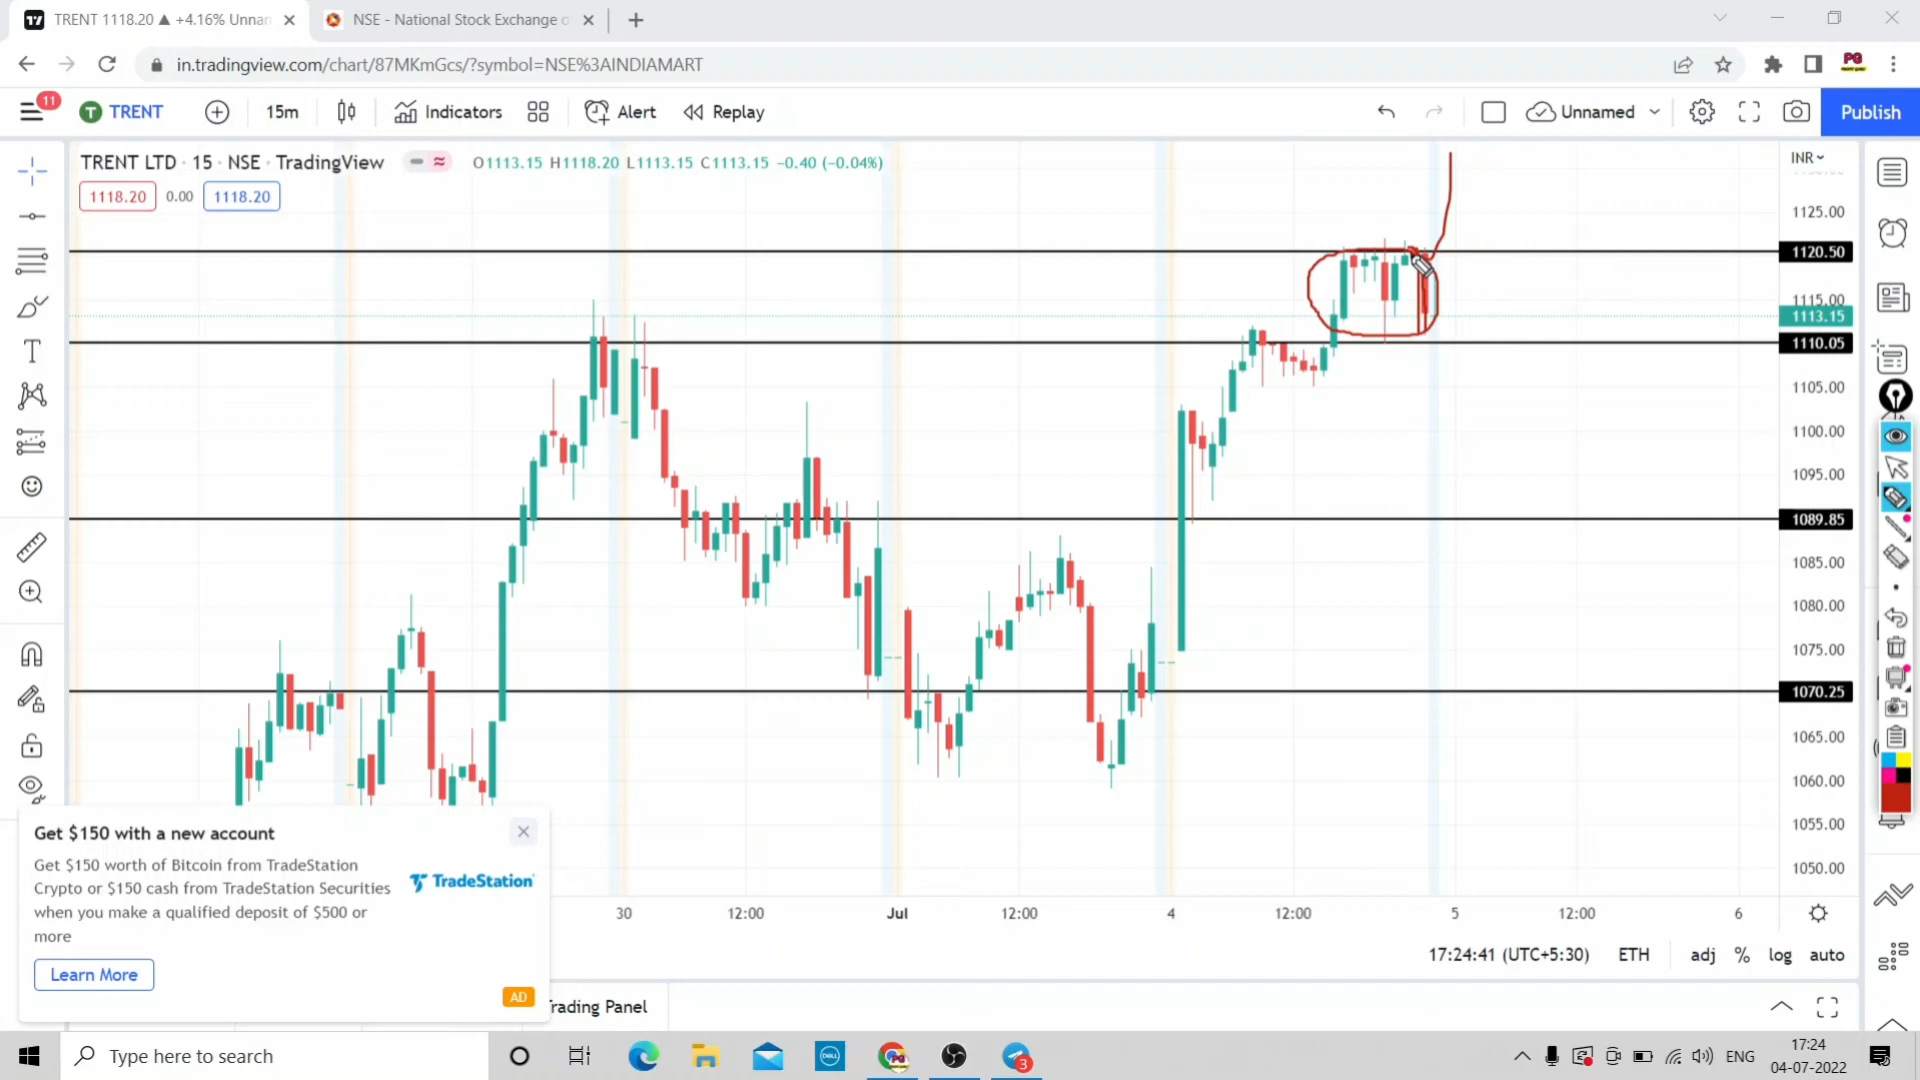 TRENT 1118.20 ▲ +4.16% Unnan
NSE - National Stock Exchange o
in.tradingview.com/chart/87MKmGcs/?symbol=NSE%3AINDIAMART
PG
11
T TRENT
15m
Indicators
Alert
Replay
Unnamed
Publish
TRENT LTD · 15 · NSE · TradingView
O1113.15 H1118.20 L1113.15 C1113.15 −0.40 (−0.04%)
INR
1118.20
0.00
1118.20
1125.00
1120.50
1115.00
1113.15
1110.05
1105.00
1100.00
1095.00
1089.85
1085.00
1080.00
1075.00
1070.25
1065.00
1060.00
1055.00
1050.00
30
12:00
Jul
12:00
4
12:00
5
12:00
6
Get $150 with a new account
Get $150 worth of Bitcoin from TradeStation
Crypto or $150 cash from TradeStation Securities
when you make a qualified deposit of $500 or
more
TradeStation
Learn More
AD
17:24:41 (UTC+5:30)
ETH
adj
%
log
auto
Trading Panel
Type here to search
DELL
3
ENG
17:24
04-07-2022